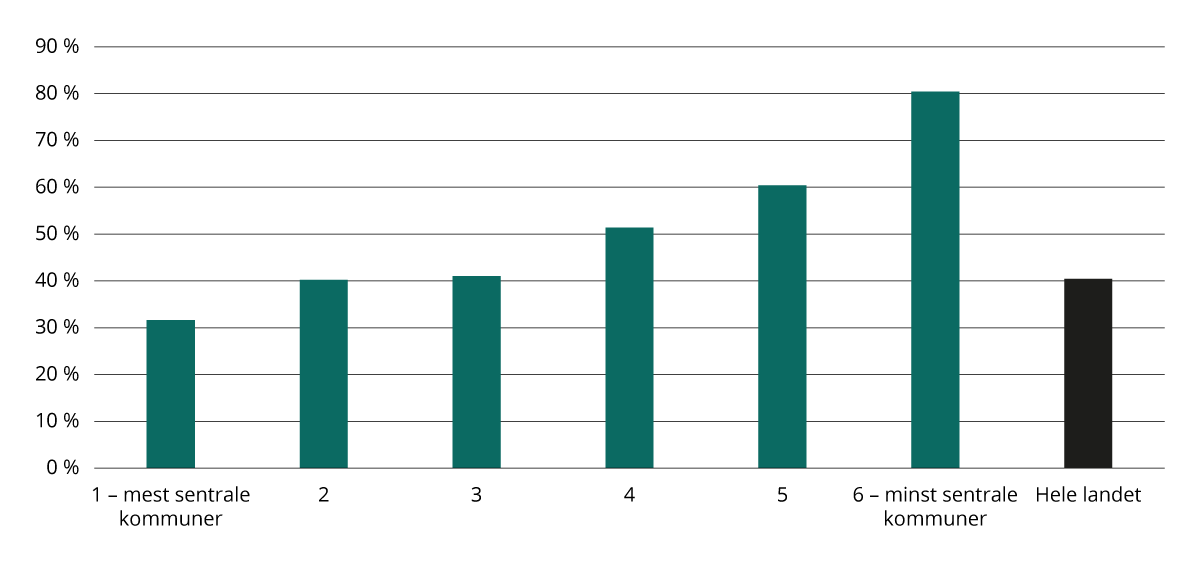 90 %
80 %
70 %
60 %
50 %
40 %
30 %
20 %
10 %
0 %
1 – mest sentrale
kommuner
2
3
4
5
6 – minst sentrale
kommuner
Hele landet